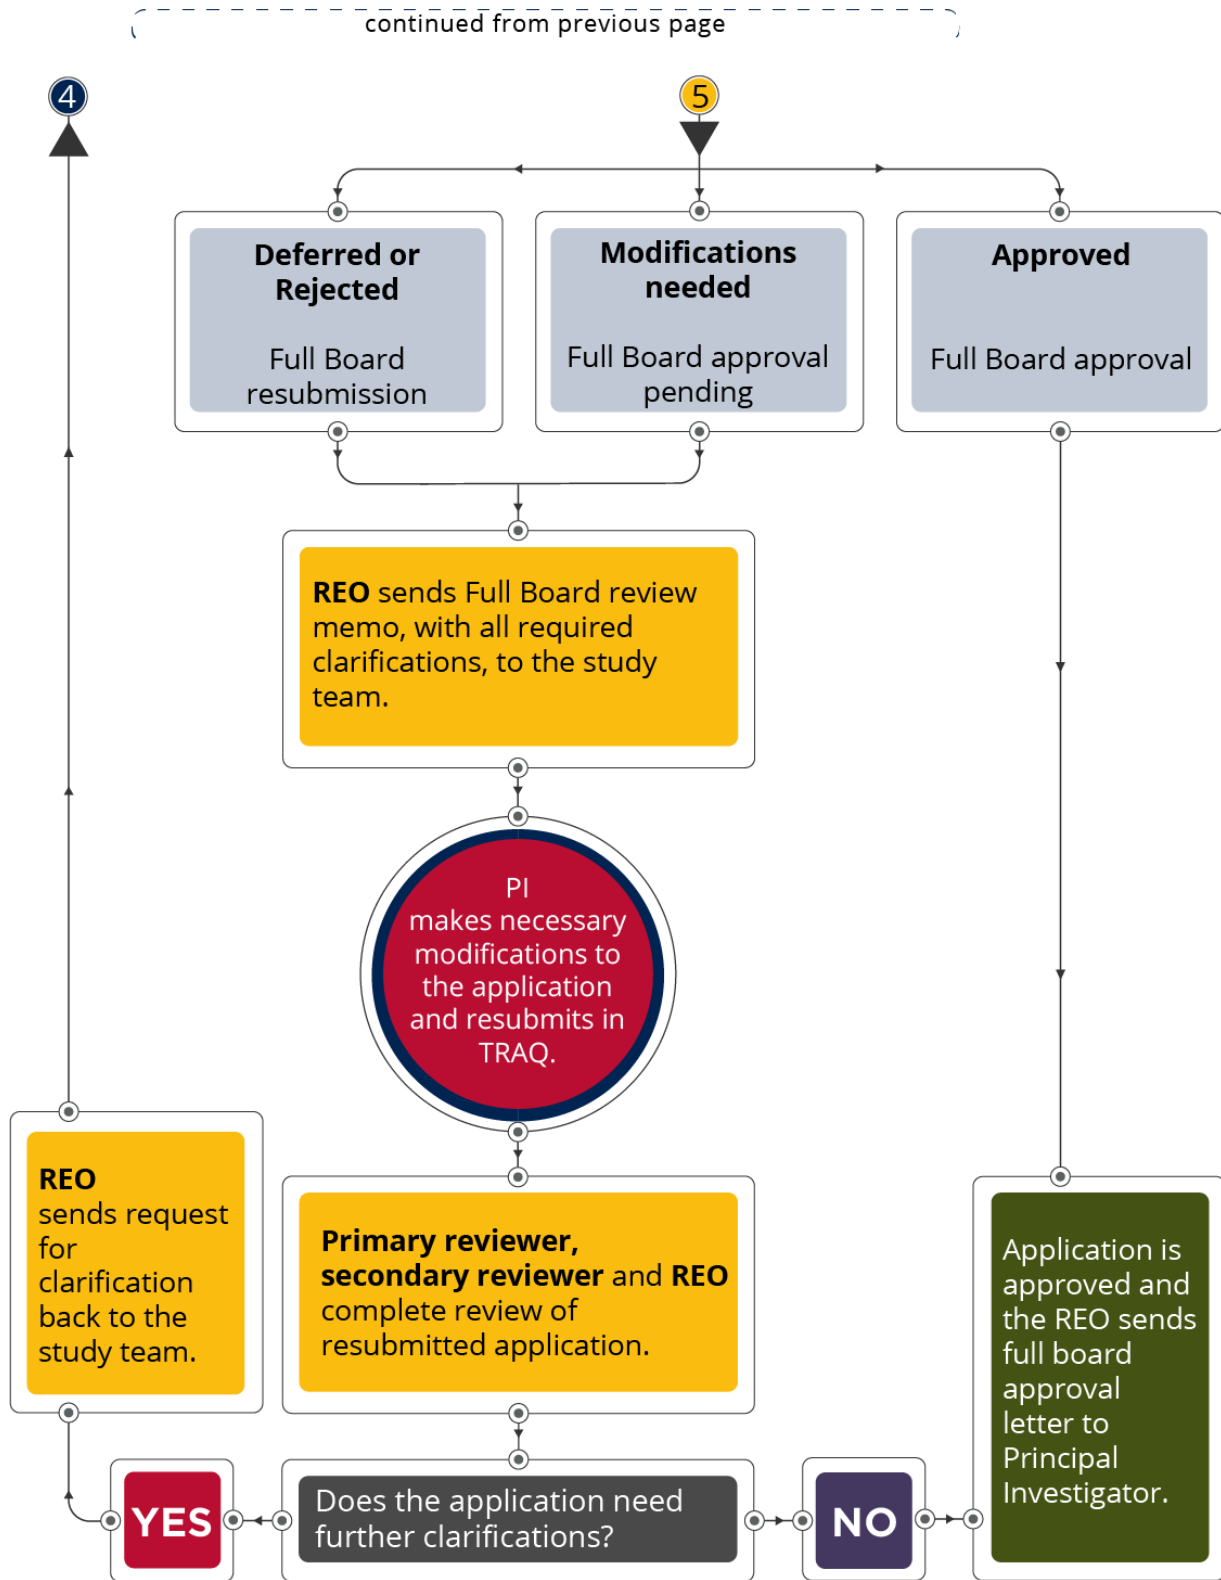 continued from previous page
4
5
Deferred or
Rejected
Full Board
resubmission
Modifications
needed
Full Board approval
pending
Approved
Full Board approval
REO sends Full Board review
memo, with all required
clarifications, to the study
team.
PI
makes necessary
modifications to
the application
and resubmits in
TRAQ.
REO
sends request
for
clarification
back to the
study team.
Primary reviewer,
secondary reviewer and REO
complete review of
resubmitted application.
Application is
approved and
the REO sends
full board
approval
letter to
Principal
Investigator.
YES
Does the application need
further clarifications?
NO